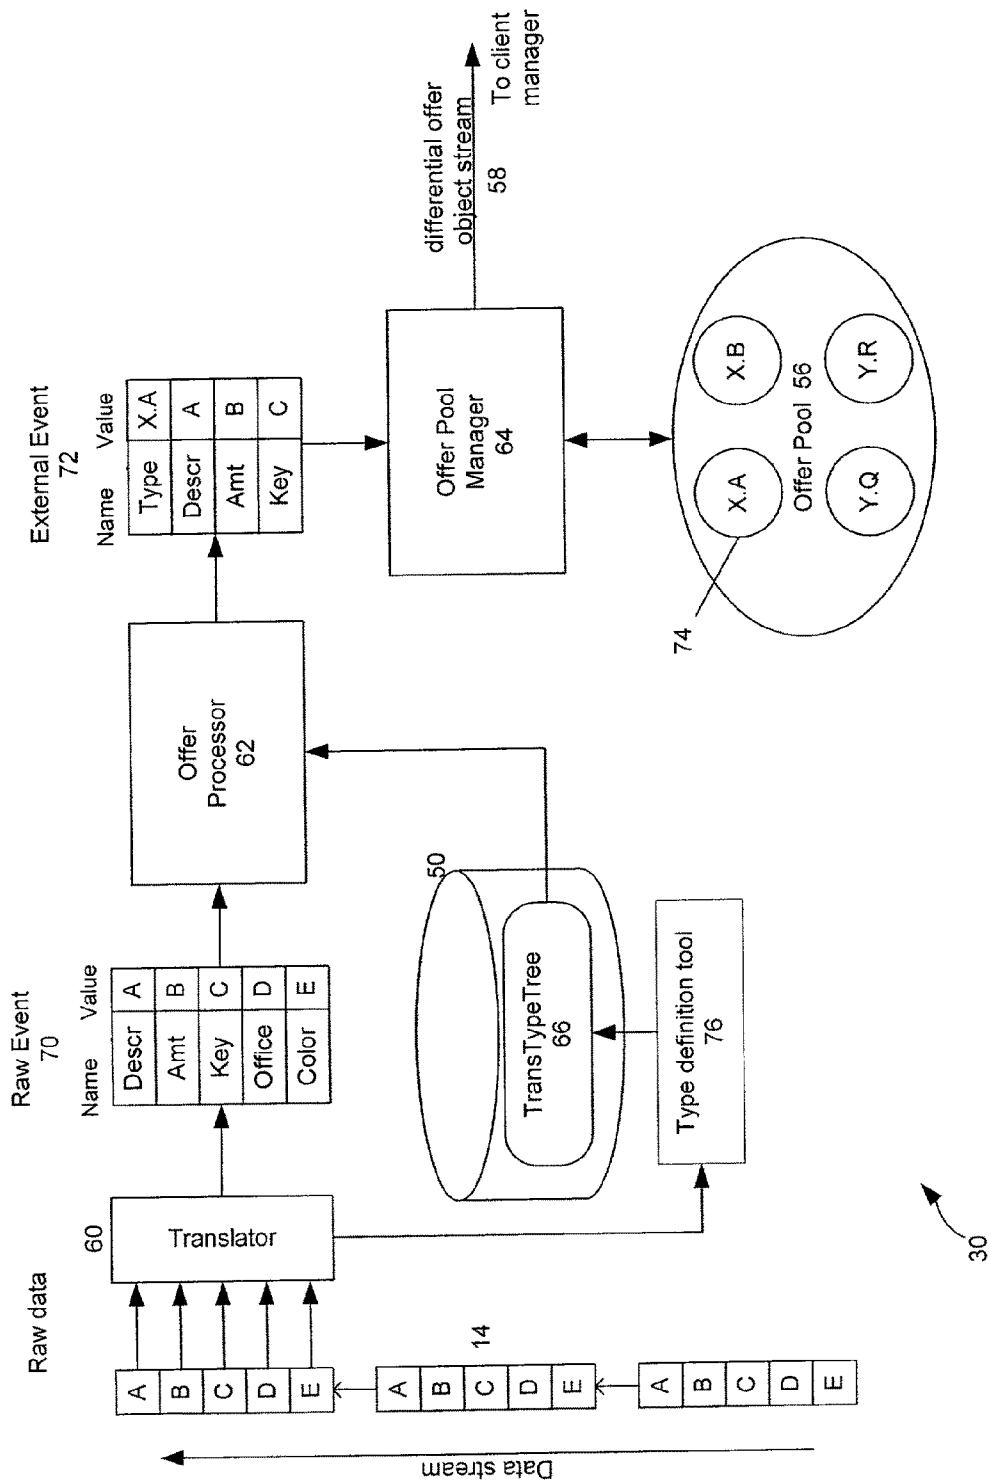 Raw data
Data stream
A
B
C
D
E
A
B
C
D
E
A
B
C
D
E
14
60
Translator
Raw Event
70
Name Value
Descr A
Amt B
Key C
Office D
Color E
50
TransTypeTree
66
Type definition tool
76
Offer
Processor
62
External Event
72
Name Value
Type X.A
Descr A
Amt B
Key C
Offer Pool
Manager
64
differential offer
object stream
58
To client
manager
74
X.A
X.B
Offer Pool 56
Y.Q
Y.R
30